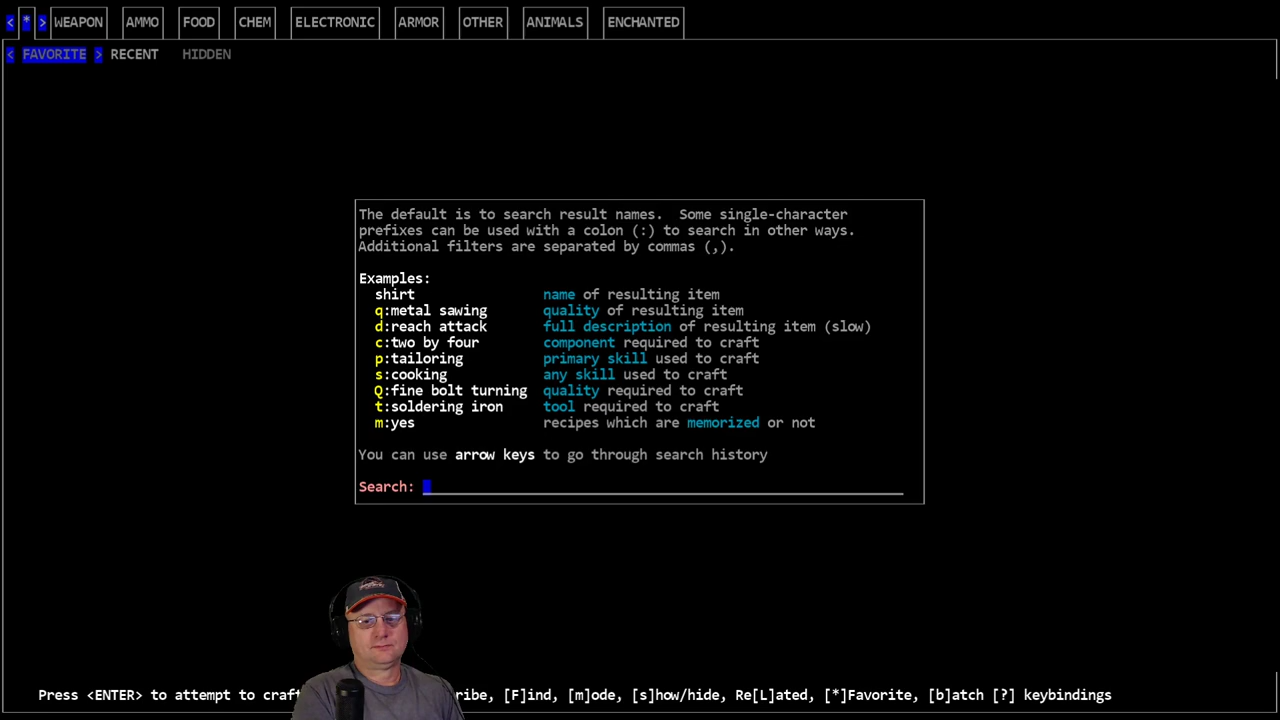 < * > WEAPON AMMO FOOD CHEM ELECTRONIC ARMOR OTHER ANIMALS ENCHANTED
< FAVORITE > RECENT HIDDEN
The default is to search result names. Some single-character
prefixes can be used with a colon (:) to search in other ways.
Additional filters are separated by commas (,).
Examples:
shirt name of resulting item
q:metal sawing quality of resulting item
d:reach attack full description of resulting item (slow)
c:two by four component required to craft
p:tailoring primary skill used to craft
s:cooking any skill used to craft
Q:fine bolt turning quality required to craft
t:soldering iron tool required to craft
m:yes recipes which are memorized or not
You can use arrow keys to go through search history
Search:
Press <ENTER> to attempt to craft ribe, [F]ind, [m]ode, [s]how/hide, Re[L]ated, [*]Favorite, [b]atch [?] keybindings